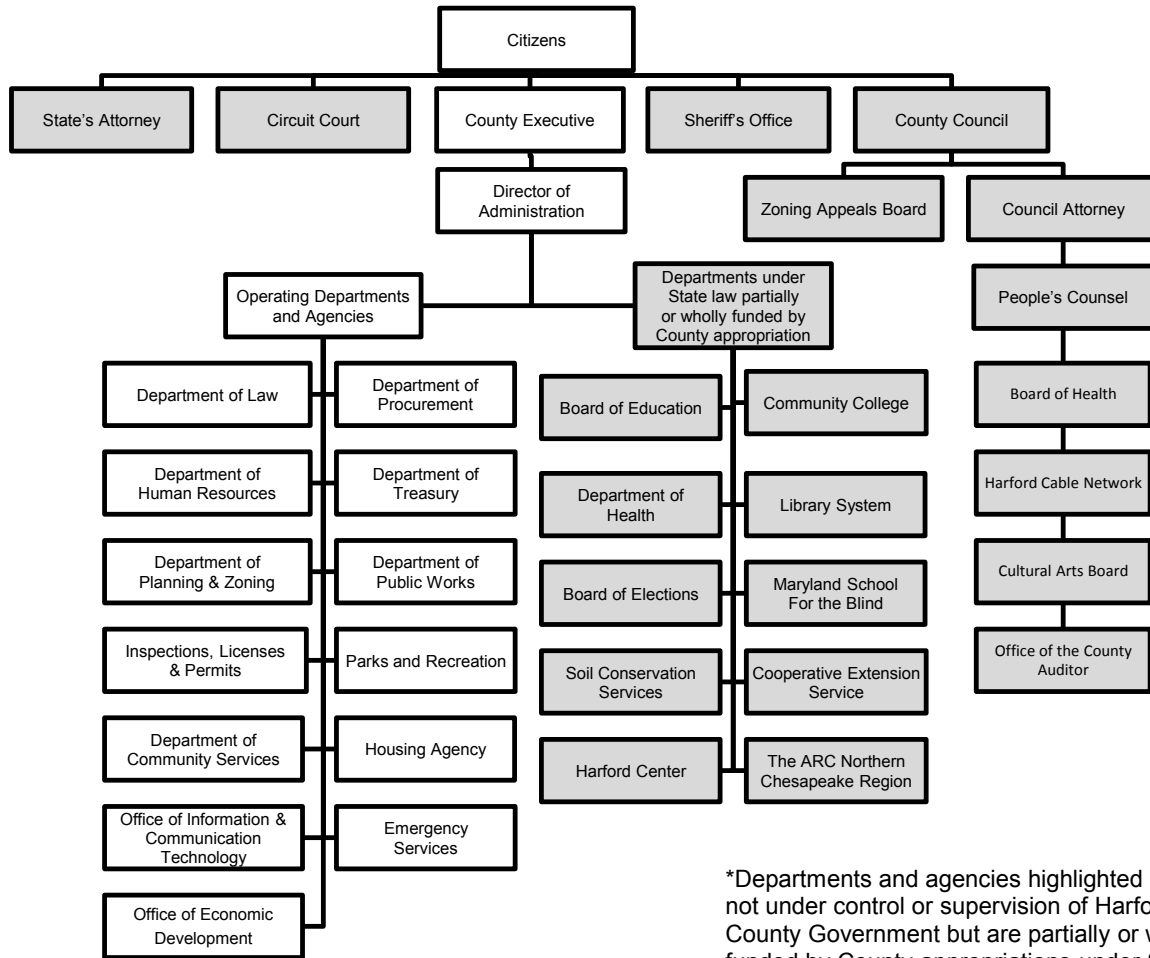 Citizens
State's Attorney
Circuit Court
County Executive
Sheriff's Office
County Council
Director of
Administration
Zoning Appeals Board
Council Attorney
Operating Departments
and Agencies
Departments under
State law partially
or wholly funded by
County appropriation
People's Counsel
Department of Law
Department of
Procurement
Board of Education
Community College
Board of Health
Department of
Human Resources
Department of
Treasury
Department of
Health
Library System
Harford Cable Network
Department of
Planning & Zoning
Department of
Public Works
Board of Elections
Maryland School
For the Blind
Cultural Arts Board
Inspections, Licenses
& Permits
Parks and Recreation
Soil Conservation
Services
Cooperative Extension
Service
Office of the County
Auditor
Department of
Community Services
Housing Agency
Harford Center
The ARC Northern
Chesapeake Region
Office of Information &
Communication
Technology
Emergency
Services
Office of Economic
Development
*Departments and agencies highlighted
not under control or supervision of
County Government but are partially or
funded by County appropriations under